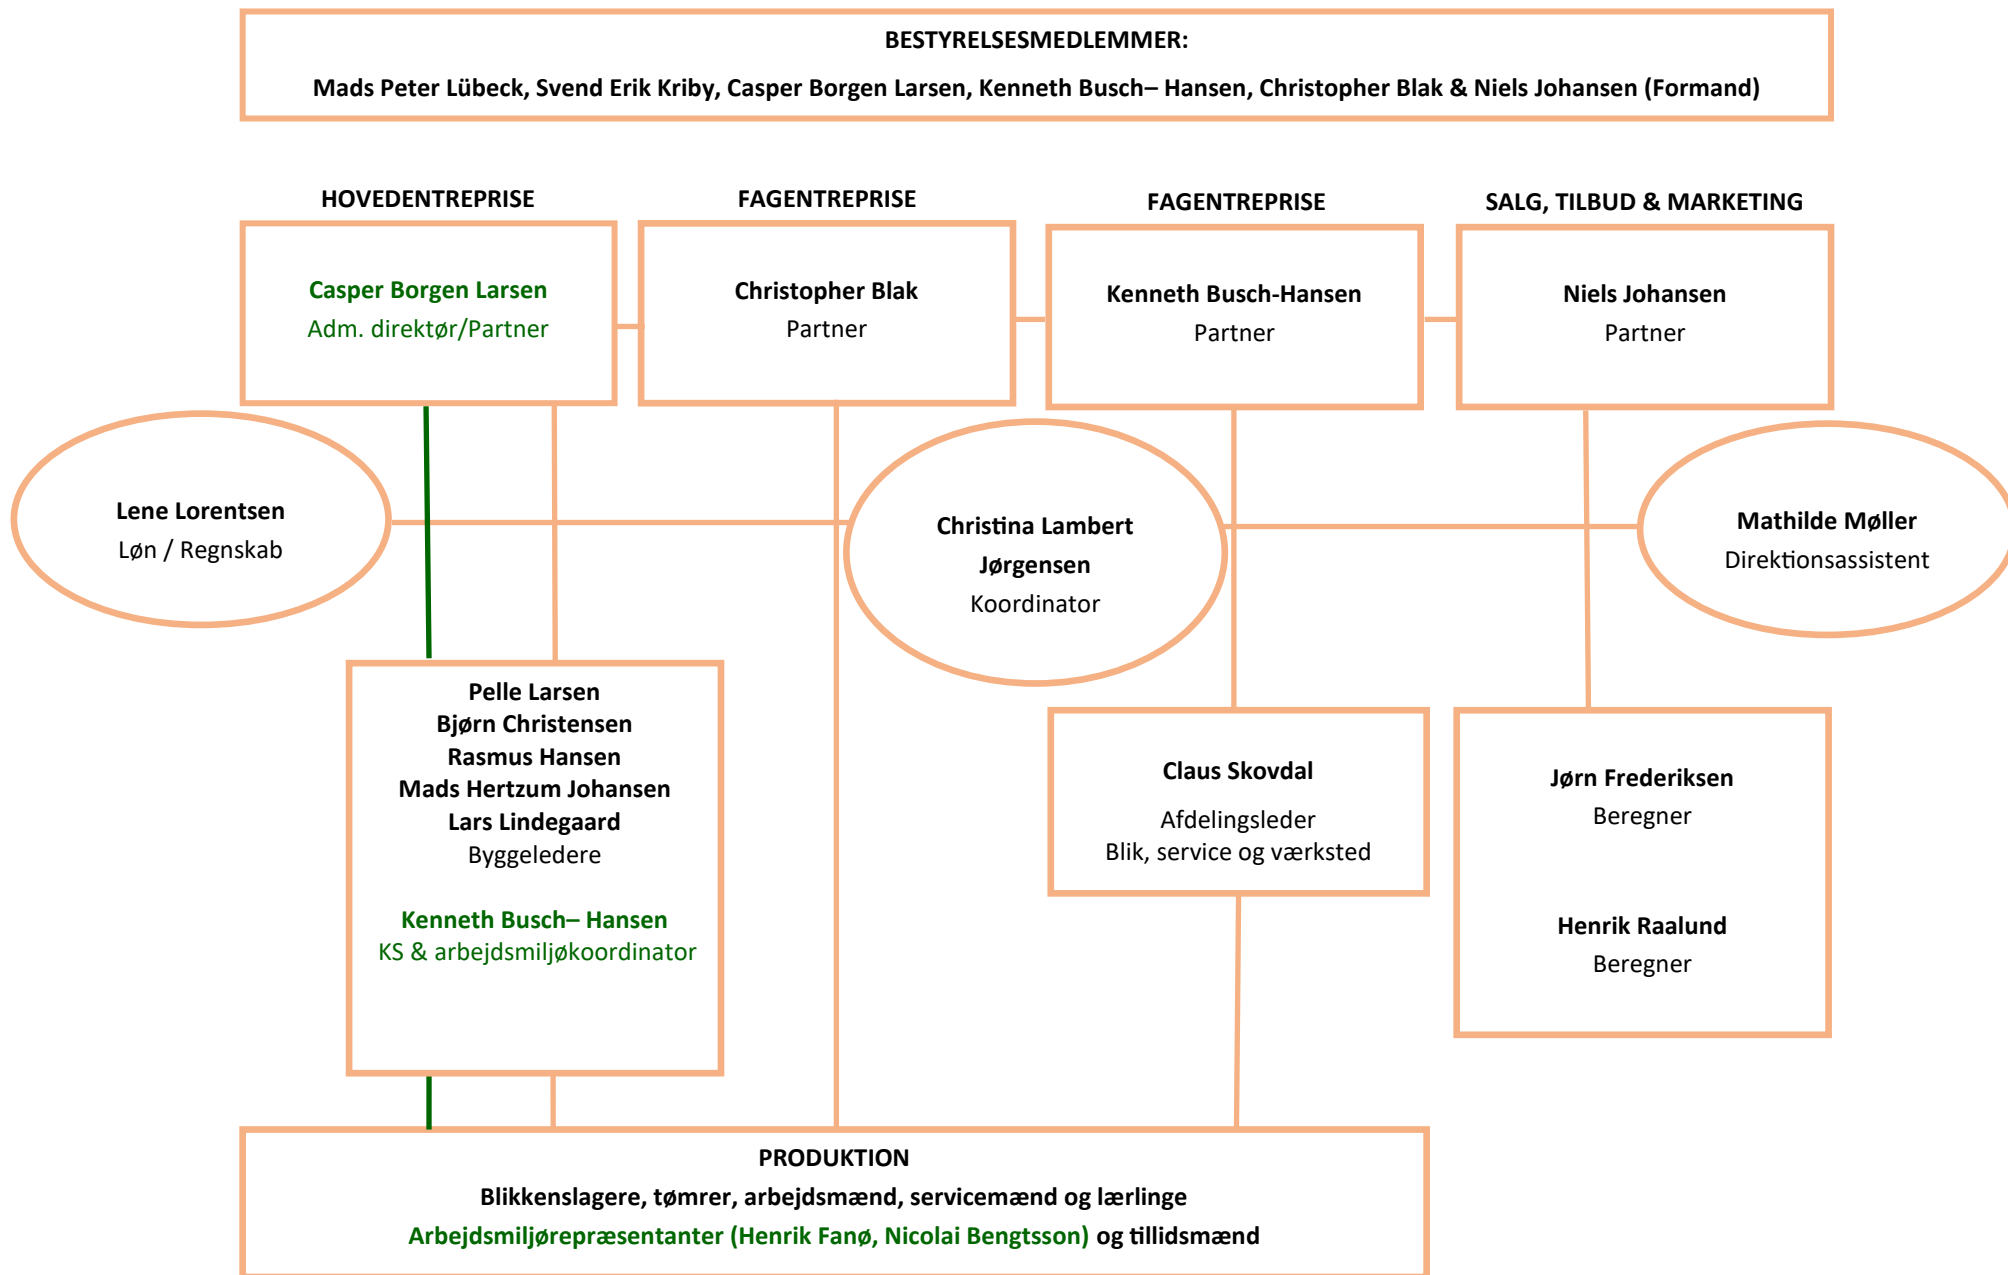 BESTYRELSESMEDLEMMER:
Mads Peter Lübeck, Svend Erik Kriby, Casper Borgen Larsen, Kenneth Busch– Hansen, Christopher Blak & Niels Johansen (Formand)
HOVEDENTREPRISE
Casper Borgen Larsen
Adm. direktør/Partner
FAGENTREPRISE
Christopher Blak
Partner
FAGENTREPRISE
Kenneth Busch-Hansen
Partner
SALG, TILBUD & MARKETING
Niels Johansen
Partner
Lene Lorentsen
Løn / Regnskab
Christina Lambert
Jørgensen
Koordinator
Mathilde Møller
Direktionsassistent
Pelle Larsen
Bjørn Christensen
Rasmus Hansen
Mads Hertzum Johansen
Lars Lindegaard
Byggeledere
Kenneth Busch– Hansen
KS & arbejdsmiljøkoordinator
Claus Skovdal
Afdelingsleder
Blik, service og værksted
Jørn Frederiksen
Beregner
Henrik Raalund
Beregner
PRODUKTION
Blikkenslagere, tømrer, arbejdsmænd, servicemænd og lærlinge
Arbejdsmiljørepræsentanter (Henrik Fanø, Nicolai Bengtsson) og tillidsmænd